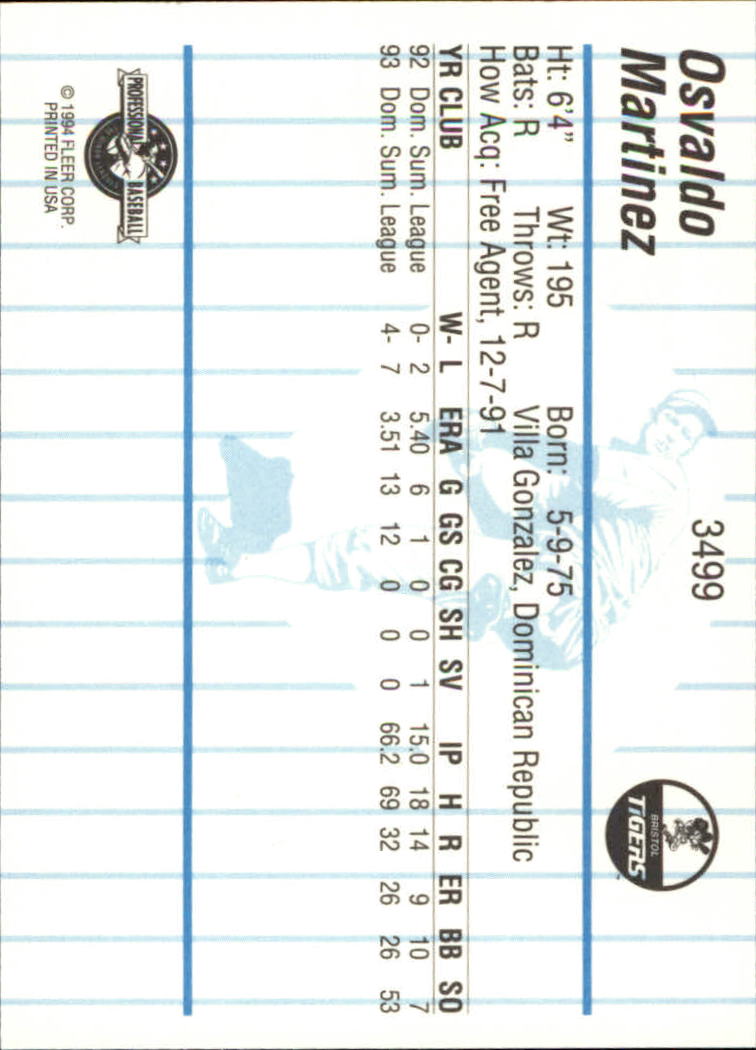 Osvaldo
Martinez
3499
BRISTOL
TIGERS
Ht: 6'4" Wt: 195 Born: 5-9-75
Bats: R Throws: R Villa Gonzalez, Dominican Republic
How Acq: Free Agent, 12-7-91
YR CLUB W- L ERA G GS CG SH SV IP H R ER BB SO
92 Dom. Sum. League 0- 2 5.40 6 1 0 0 1 15.0 18 14 9 10 7
93 Dom. Sum. League 4- 7 3.51 13 12 0 0 0 66.2 69 32 26 26 53
PROFESSIONAL BASEBALL
© 1994 FLEER CORP.
PRINTED IN USA